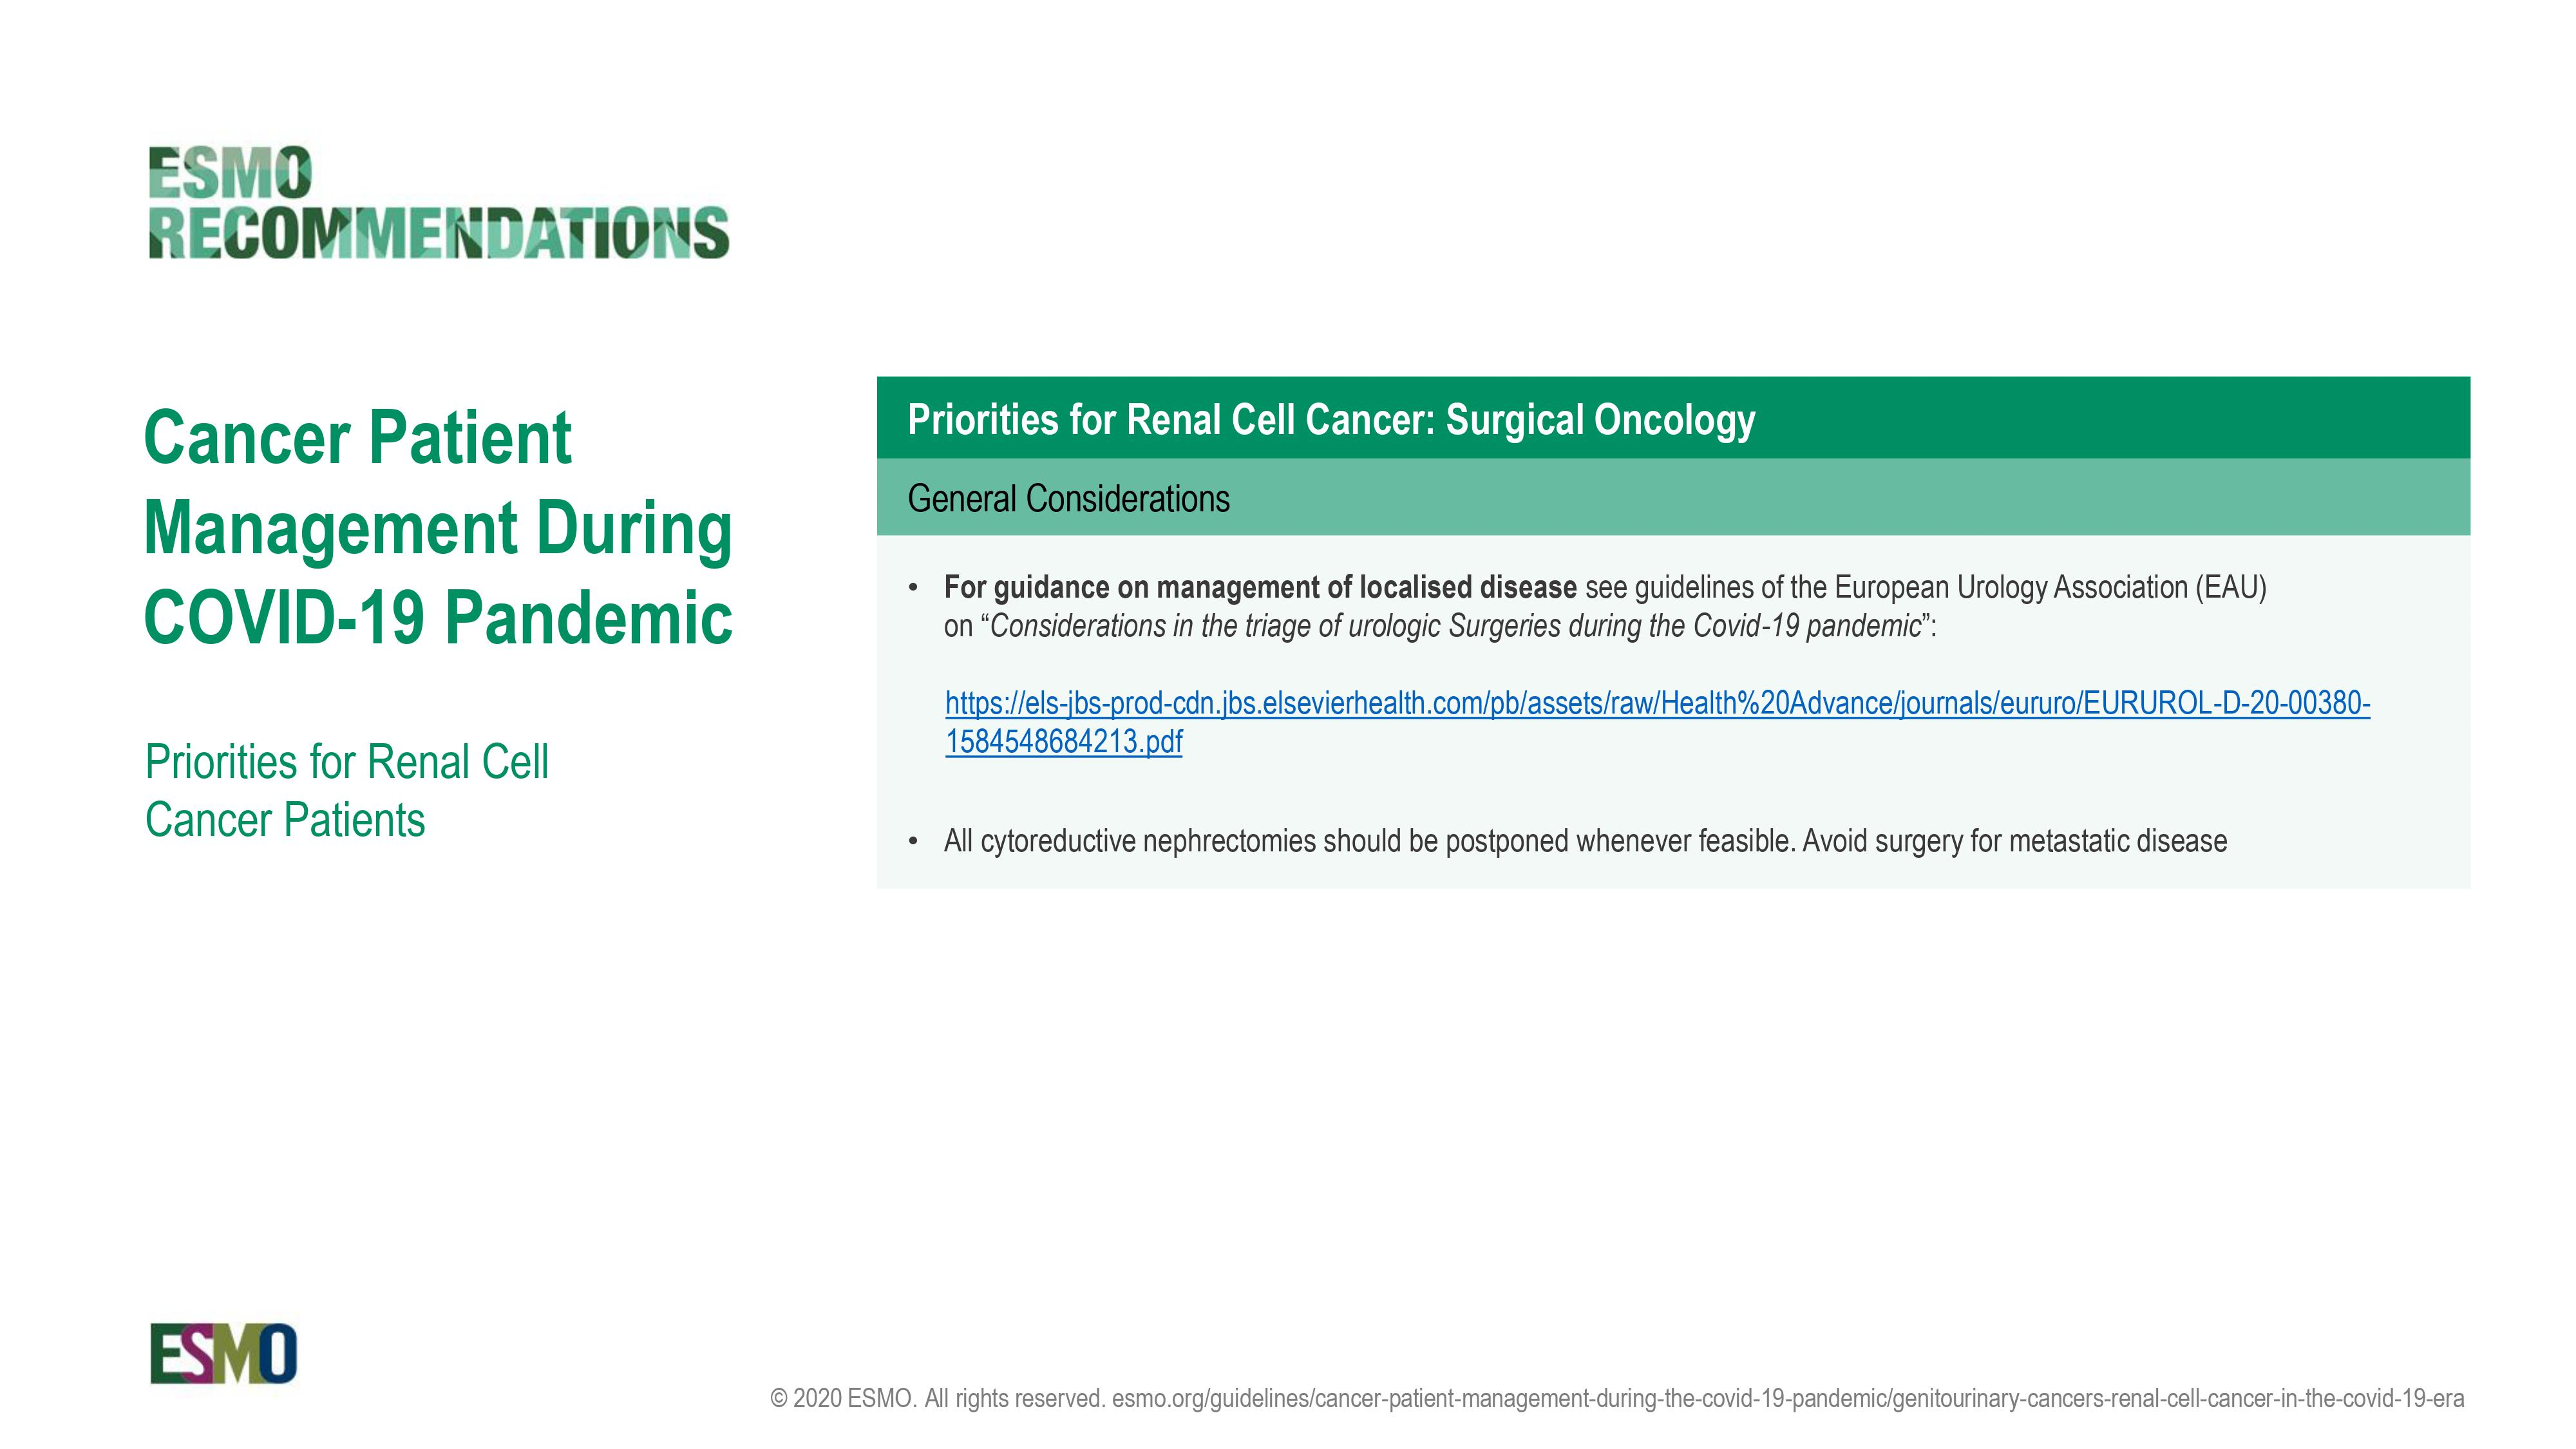 ESMO
RECOMMENDATIONS
Cancer Patient
Management During
COVID-19 Pandemic
Priorities for Renal Cell
Cancer Patients
Priorities for Renal Cell Cancer: Surgical Oncology
General Considerations
• For guidance on management of localised disease see guidelines of the European Urology Association (EAU)
on “Considerations in the triage of urologic Surgeries during the Covid-19 pandemic”:
https://els-jbs-prod-cdn.jbs.elsevierhealth.com/pb/assets/raw/Health%20Advance/journals/eururo/EURUROL-D-20-00380-
1584548684213.pdf
• All cytoreductive nephrectomies should be postponed whenever feasible. Avoid surgery for metastatic disease
ESMO
© 2020 ESMO. All rights reserved. esmo.org/guidelines/cancer-patient-management-during-the-covid-19-pandemic/genitourinary-cancers-renal-cell-cancer-in-the-covid-19-era